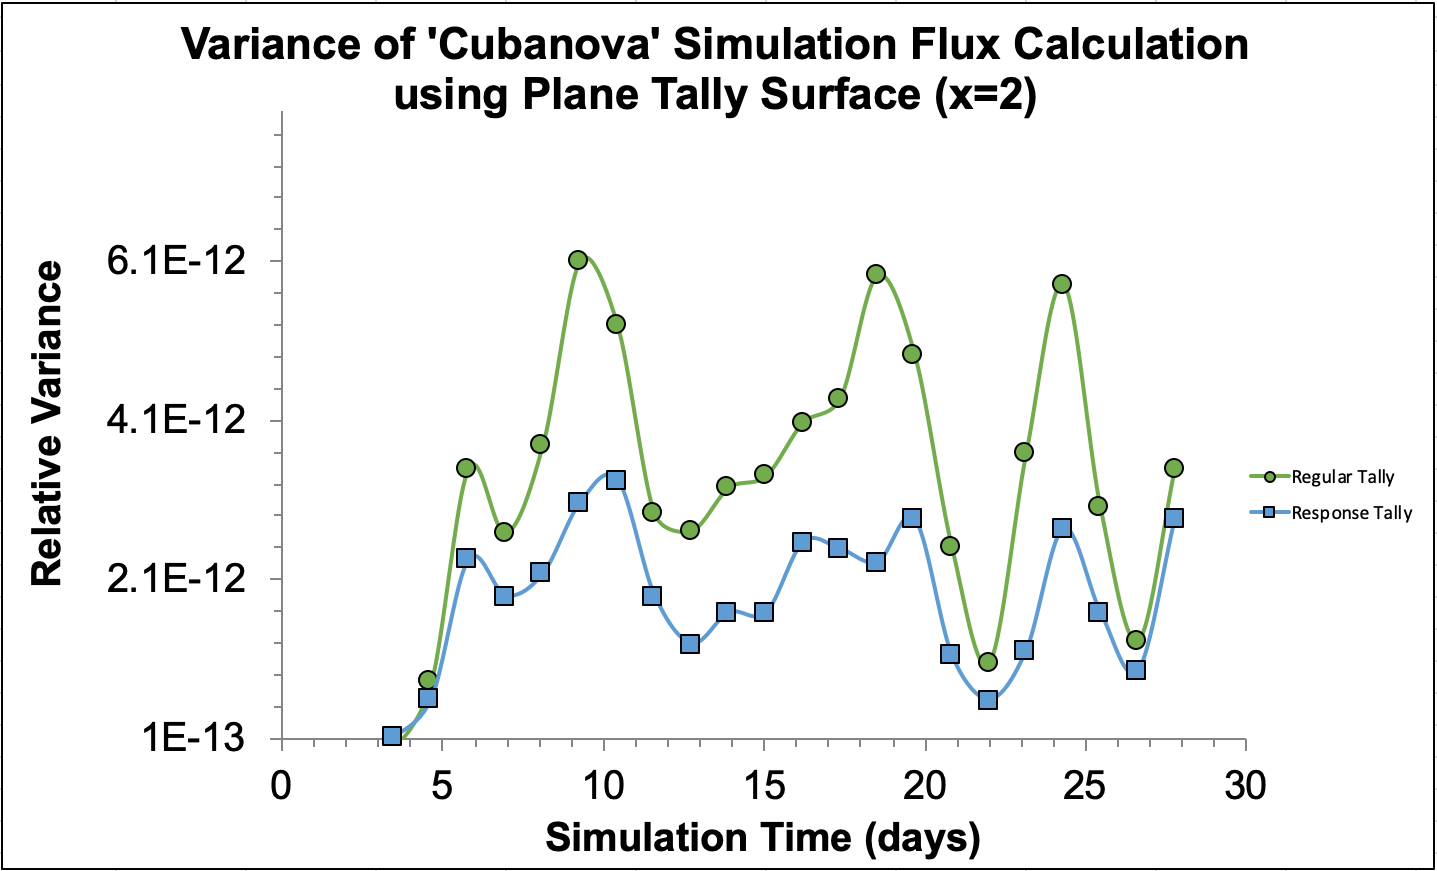 Variance of 'Cubanova' Simulation Flux Calculation
using Plane Tally Surface (x=2)
Relative Variance
6.1E-12
4.1E-12
2.1E-12
1E-13
0 5 10 15 20 25 30
Simulation Time (days)
Regular Tally
Response Tally